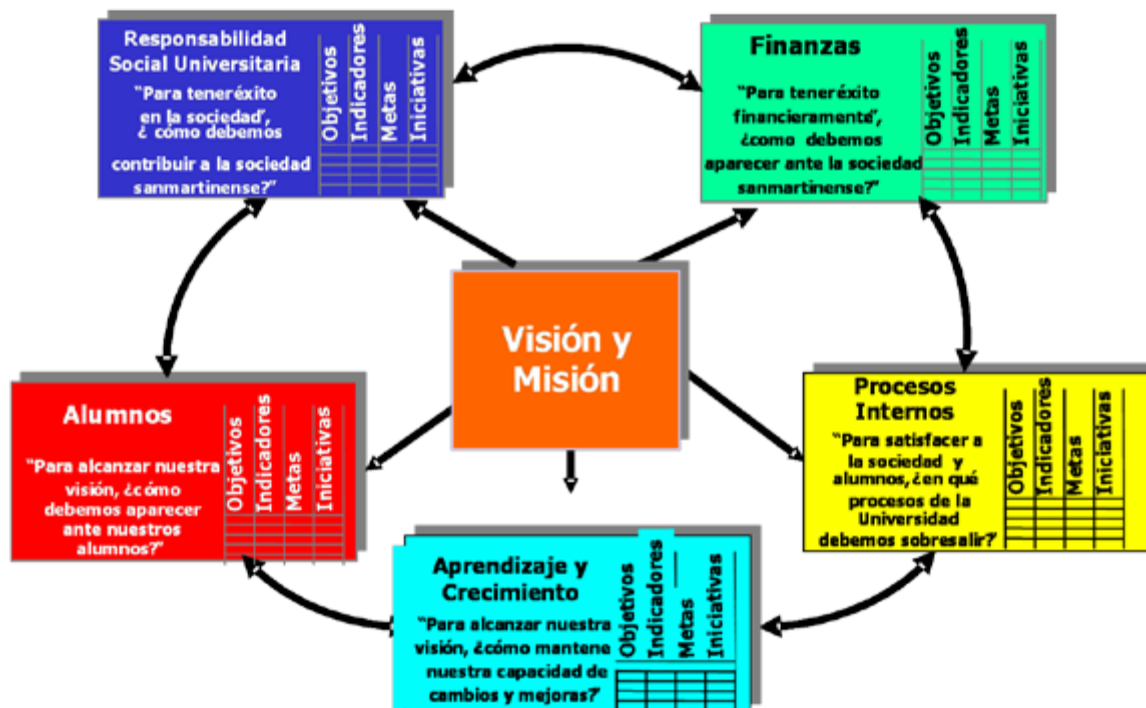 Responsabilidad
Social Universitaria
“Para teneréxito
en la sociedad”,
¿ cómo debemos
contribuir a la sociedad
sanmartinense?”
Objetivos
Indicadores
Metas
Iniciativas
Finanzas
“Para teneréxito
financieramente”,
¿como debemos
aparecer ante la sociedad
sanmartinense?”
Objetivos
Indicadores
Metas
Iniciativas
Visión y
Misión
Alumnos
“Para alcanzar nuestra
visión, ¿cómo
debemos aparecer
ante nuestros
alumnos?”
Objetivos
Indicadores
Metas
Iniciativas
Procesos
Internos
“Para satisfacer a
la sociedad y
alumnos, ¿en qué
procesos de la
Universidad
debemos sobresalir?”
Objetivos
Indicadores
Metas
Iniciativas
Aprendizaje y
Crecimiento
“Para alcanzar nuestra
visión, ¿cómo mantene
nuestra capacidad de
cambios y mejoras?”
Objetivos
Indicadores
Metas
Iniciativas